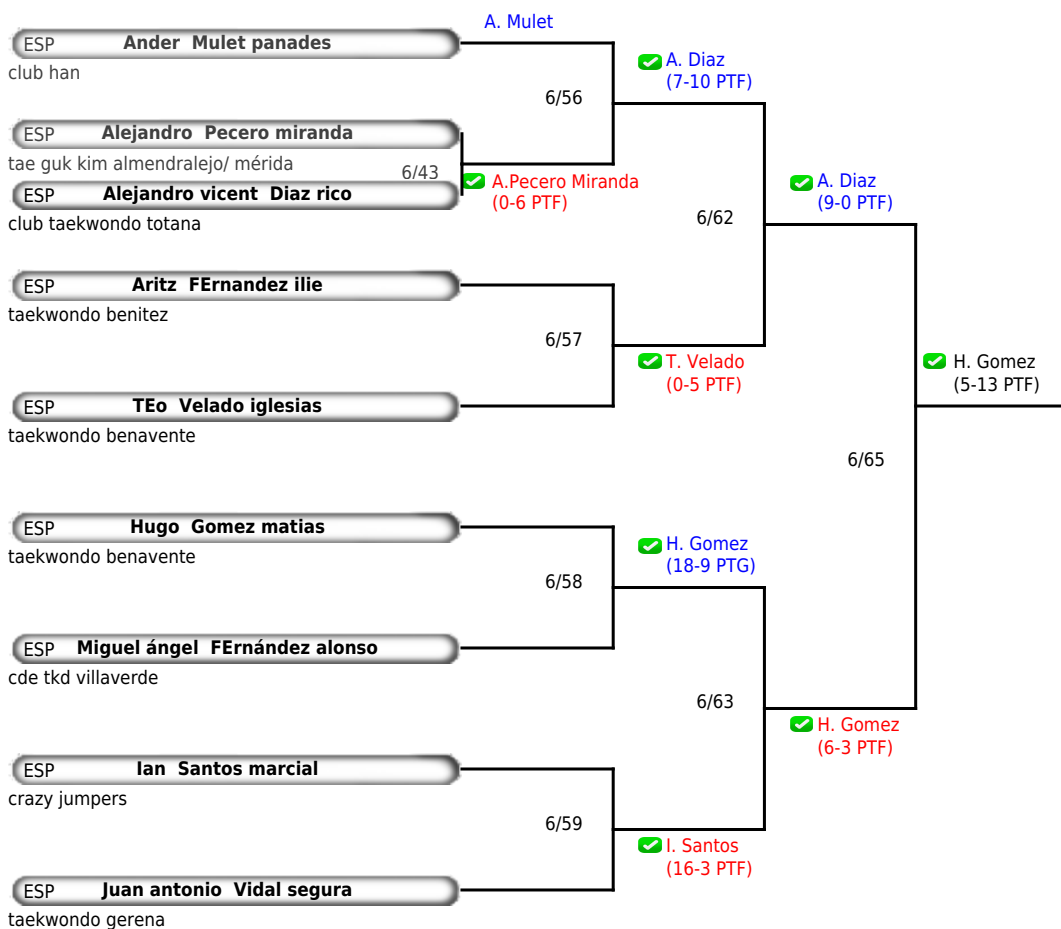 A. Mulet
ESP Ander Mulet panades
club han
A. Diaz
(7-10 PTF)
6/56
ESP Alejandro Pecero miranda
tae guk kim almendralejo/ mérida
6/43
A.Pecero Miranda
(0-6 PTF)
ESP Alejandro vicent Diaz rico
club taekwondo totana
A. Diaz
(9-0 PTF)
6/62
ESP Aritz FErnandez ilie
taekwondo benitez
6/57
T. Velado
(0-5 PTF)
H. Gomez
(5-13 PTF)
ESP TEo Velado iglesias
taekwondo benavente
6/65
ESP Hugo Gomez matias
taekwondo benavente
H. Gomez
(18-9 PTG)
6/58
ESP Miguel ángel FErnández alonso
cde tkd villaverde
6/63
H. Gomez
(6-3 PTF)
ESP Ian Santos marcial
crazy jumpers
6/59
I. Santos
(16-3 PTF)
ESP Juan antonio Vidal segura
taekwondo gerena